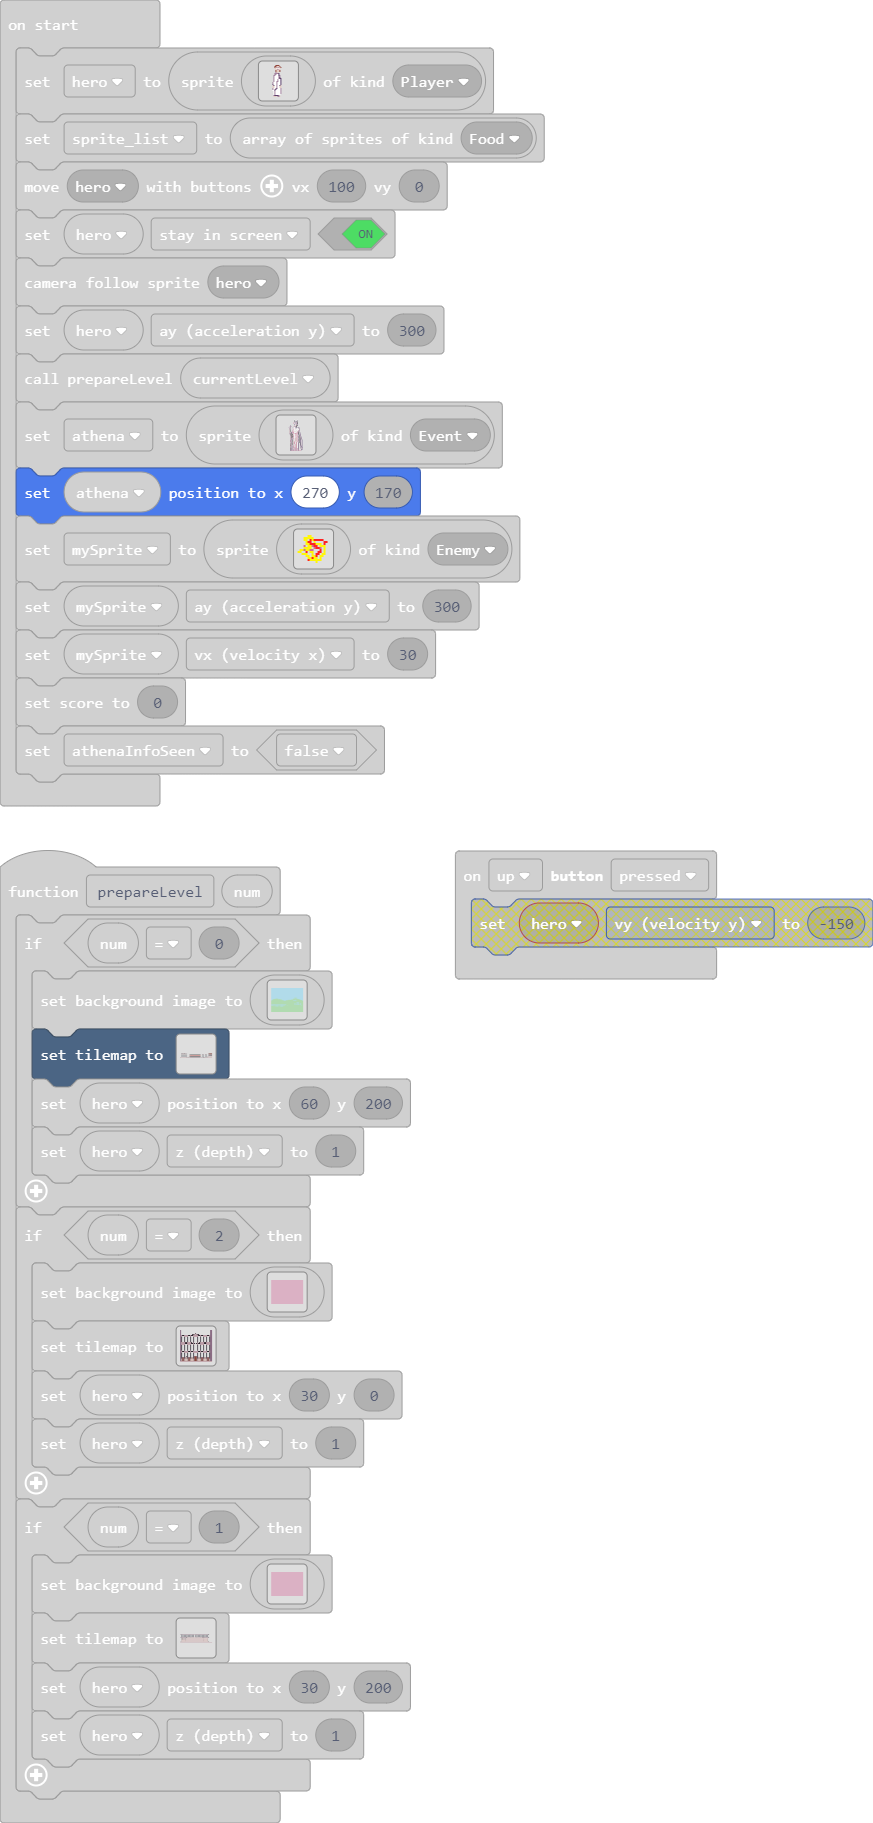 on start
set hero to sprite of kind Player
set sprite_list to array of sprites of kind Food
move hero with buttons vx 100 vy 0
set hero stay in screen ON
camera follow sprite hero
set hero ay (acceleration y) to 300
call prepareLevel currentLevel
set athena to sprite of kind Event
set athena position to x 270 y 170
set mySprite to sprite of kind Enemy
set mySprite ay (acceleration y) to 300
set mySprite vx (velocity x) to 30
set score to 0
set athenaInfoSeen to false
function prepareLevel num
if num = 0 then
set background image to
set tilemap to
set hero position to x 60 y 200
set hero z (depth) to 1
if num = 2 then
set background image to
set tilemap to
set hero position to x 30 y 0
set hero z (depth) to 1
if num = 1 then
set background image to
set tilemap to
set hero position to x 30 y 200
set hero z (depth) to 1
on up button pressed
set hero vy (velocity y) to -150